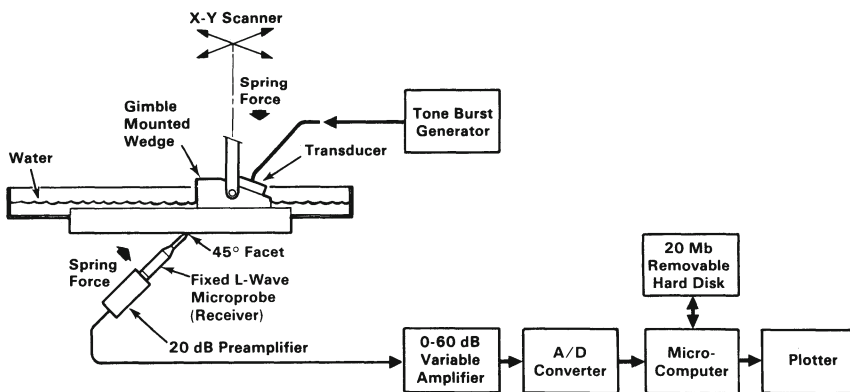 X-Y Scanner
Spring
Force
Gimble
Mounted
Wedge
Tone Burst
Generator
Transducer
Water
45° Facet
Spring
Force
Fixed L-Wave
Microprobe
(Receiver)
20 dB Preamplifier
20 Mb
Removable
Hard Disk
0-60 dB
Variable
Amplifier
A/D
Converter
Micro-
Computer
Plotter